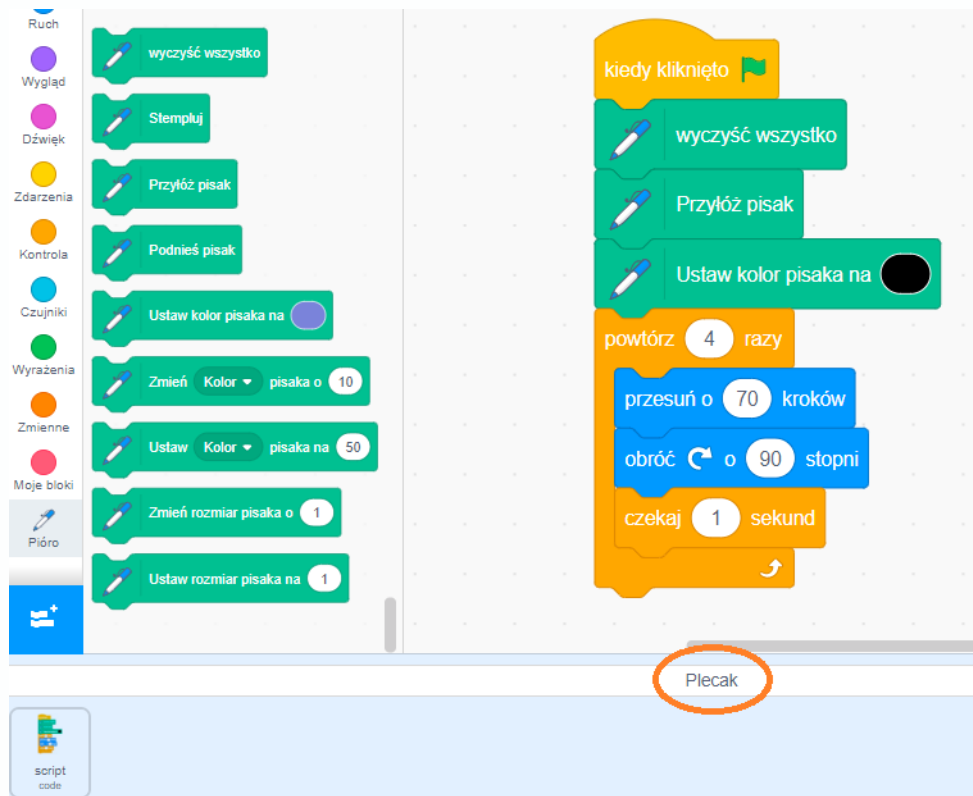 Ruch
Wygląd
Dźwięk
Zdarzenia
Kontrola
Czujniki
Wyrażenia
Zmienne
Moje bloki
Pióro
wyczyść wszystko
Stempluj
Przyłóż pisak
Podnieś pisak
Ustaw kolor pisaka na
Zmień Kolor pisaka o 10
Ustaw Kolor pisaka na 50
Zmień rozmiar pisaka o 1
Ustaw rozmiar pisaka na 1
kiedy kliknięto
wyczyść wszystko
Przyłóż pisak
Ustaw kolor pisaka na
powtórz 4 razy
przesuń o 70 kroków
obróć o 90 stopni
czekaj 1 sekund
Plecak
script
code